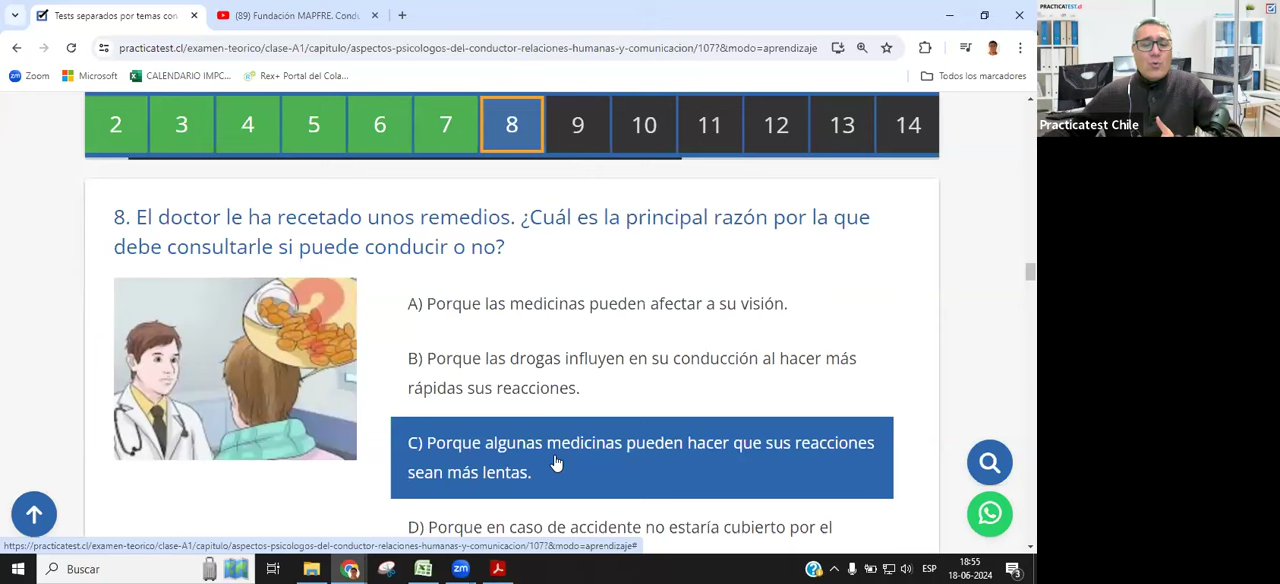 Tests separados por temas con
(89) Fundación MAPFRE. Cinco
practicatest.cl/examen-teorico/clase-A1/capitulo/aspectos-psicologos-del-conductor-relaciones-humanas-y-comunicacion/107?&modo=aprendizaje
Zoom
Microsoft
CALENDARIO IMPC...
Rex+ Portal del Cola...
Todos los marcadores
PRACTICATEST.cl
Practicatest Chile
2 3 4 5 6 7 8 9 10 11 12 13 14
8. El doctor le ha recetado unos remedios. ¿Cuál es la principal razón por la que
debe consultarle si puede conducir o no?
A) Porque las medicinas pueden afectar a su visión.
B) Porque las drogas influyen en su conducción al hacer más
rápidas sus reacciones.
C) Porque algunas medicinas pueden hacer que sus reacciones
sean más lentas.
D) Porque en caso de accidente no estaría cubierto por el
https://practicatest.cl/examen-teorico/clase-A1/capitulo/aspectos-psicologos-del-conductor-relaciones-humanas-y-comunicacion/107?&modo=aprendizaje#
Buscar
ESP
18:55
18-06-2024
3